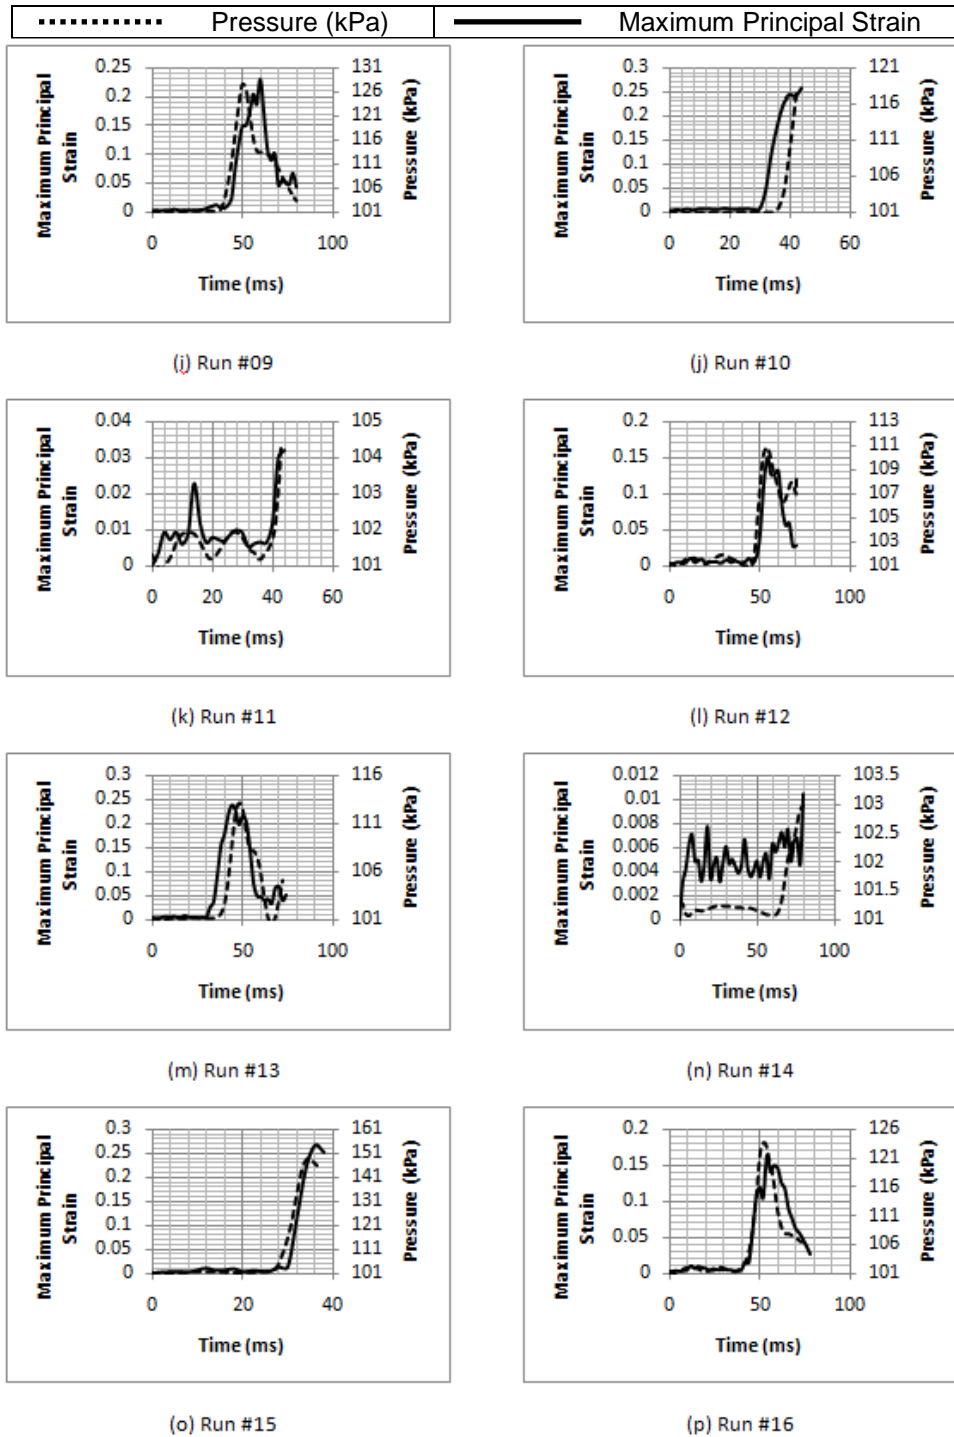 Pressure (kPa) Maximum Principal Strain
Maximum Principal
Strain
0.25
0.2
0.15
0.1
0.05
0
131
126
121
116
111
106
101
Pressure (kPa)
0 50 100
Time (ms)
(i) Run #09
Maximum Principal
Strain
0.3
0.25
0.2
0.15
0.1
0.05
0
121
116
111
106
101
Pressure (kPa)
0 20 40 60
Time (ms)
(j) Run #10
Maximum Principal
Strain
0.04
0.03
0.02
0.01
0
105
104
103
102
101
Pressure (kPa)
0 20 40 60
Time (ms)
(k) Run #11
Maximum Principal
Strain
0.2
0.15
0.1
0.05
0
113
111
109
107
105
103
101
Pressure (kPa)
0 50 100
Time (ms)
(l) Run #12
Maximum Principal
Strain
0.3
0.25
0.2
0.15
0.1
0.05
0
116
111
106
101
Pressure (kPa)
0 50 100
Time (ms)
(m) Run #13
Maximum Principal
Strain
0.012
0.01
0.008
0.006
0.004
0.002
0
103.5
103
102.5
102
101.5
101
Pressure (kPa)
0 50 100
Time (ms)
(n) Run #14
Maximum Principal
Strain
0.3
0.25
0.2
0.15
0.1
0.05
0
161
151
141
131
121
111
101
Pressure (kPa)
0 20 40
Time (ms)
(o) Run #15
Maximum Principal
Strain
0.2
0.15
0.1
0.05
0
126
121
116
111
106
101
Pressure (kPa)
0 50 100
Time (ms)
(p) Run #16